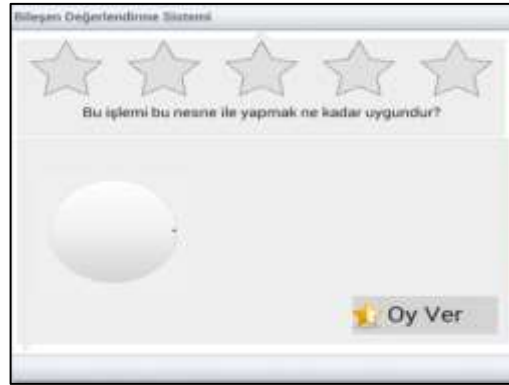 Bileşen Değerlendirme Sistemi
Bu işlemi bu nesne ile yapmak ne kadar uygundur?
Oy Ver